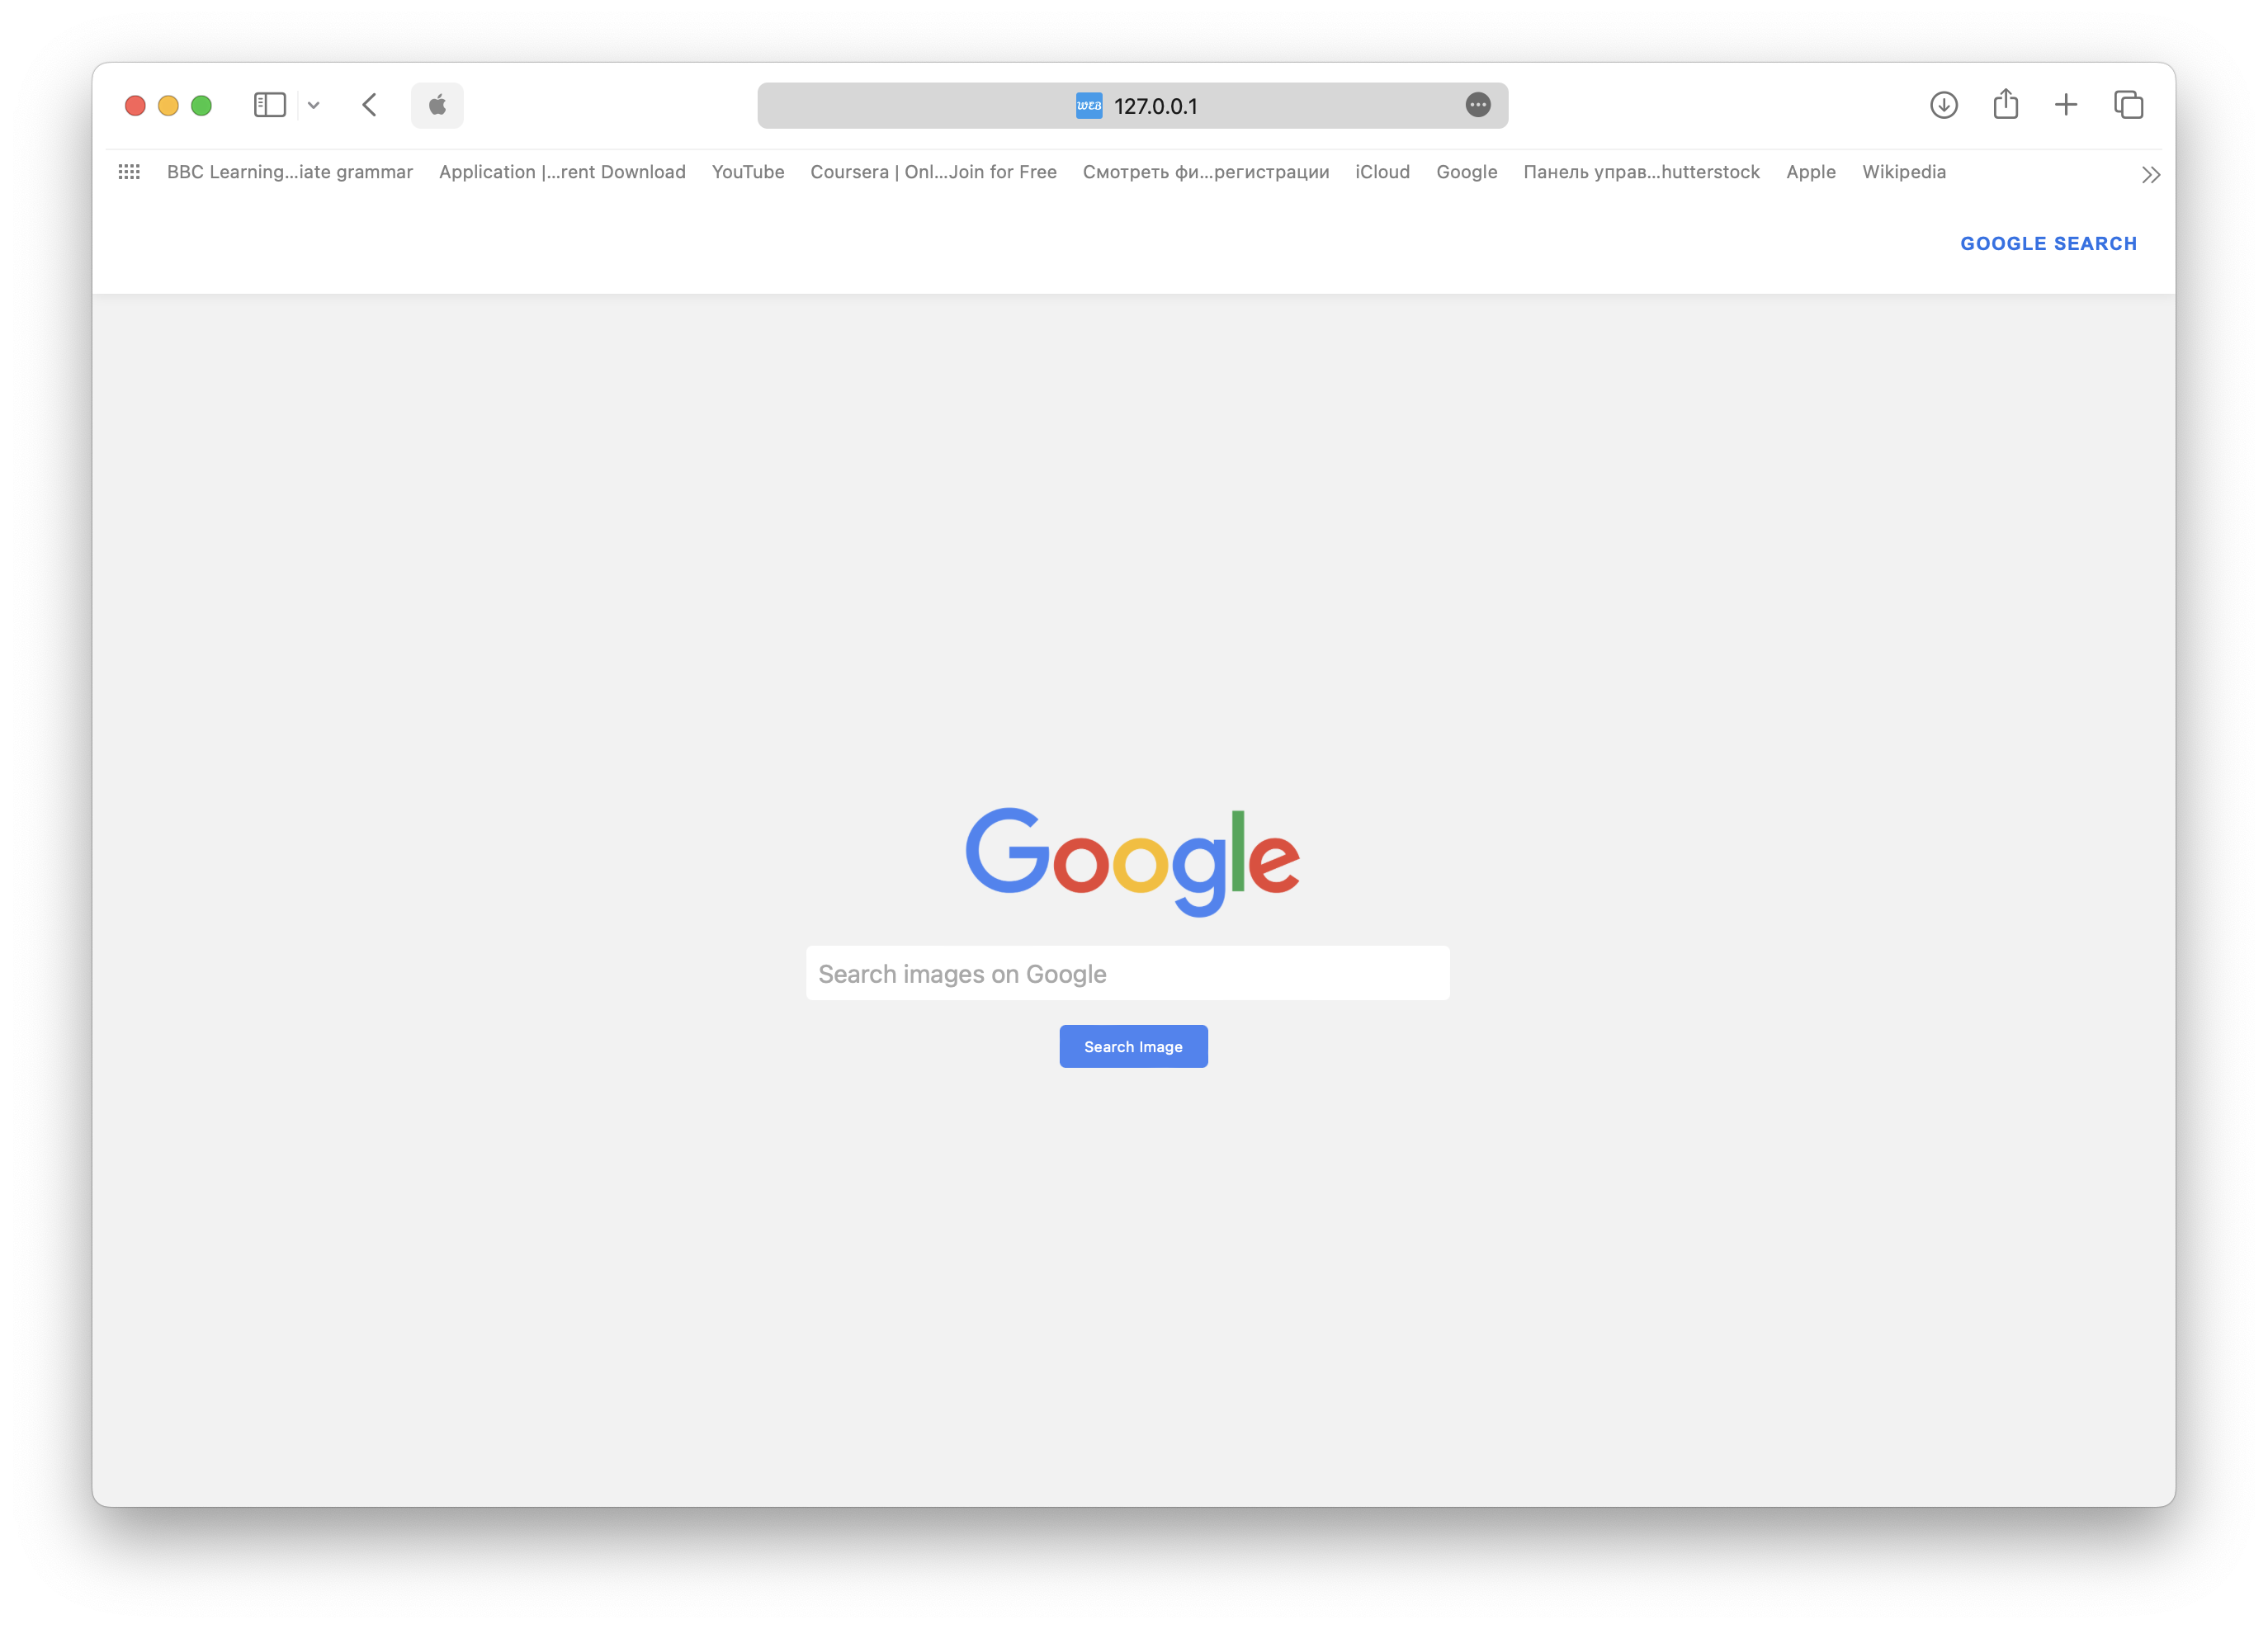 WEB 127.0.0.1
BBC Learning...iate grammar Application |...rent Download YouTube Coursera | Onl...Join for Free Смотреть фи...регистрации iCloud Google Панель управ...hutterstock Apple Wikipedia
GOOGLE SEARCH
Google
Search images on Google
Search Image